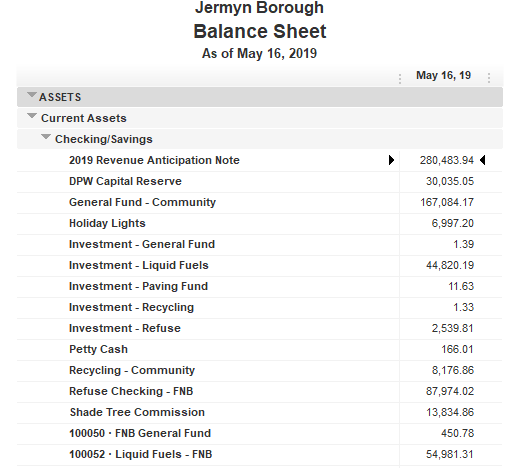 Jermyn Borough
Balance Sheet
As of May 16, 2019
May 16, 19
ASSETS
Current Assets
Checking/Savings
2019 Revenue Anticipation Note 280,483.94
DPW Capital Reserve 30,035.05
General Fund - Community 167,084.17
Holiday Lights 6,997.20
Investment - General Fund 1.39
Investment - Liquid Fuels 44,820.19
Investment - Paving Fund 11.63
Investment - Recycling 1.33
Investment - Refuse 2,539.81
Petty Cash 166.01
Recycling - Community 8,176.86
Refuse Checking - FNB 87,974.02
Shade Tree Commission 13,834.86
100050 · FNB General Fund 450.78
100052 · Liquid Fuels - FNB 54,981.31